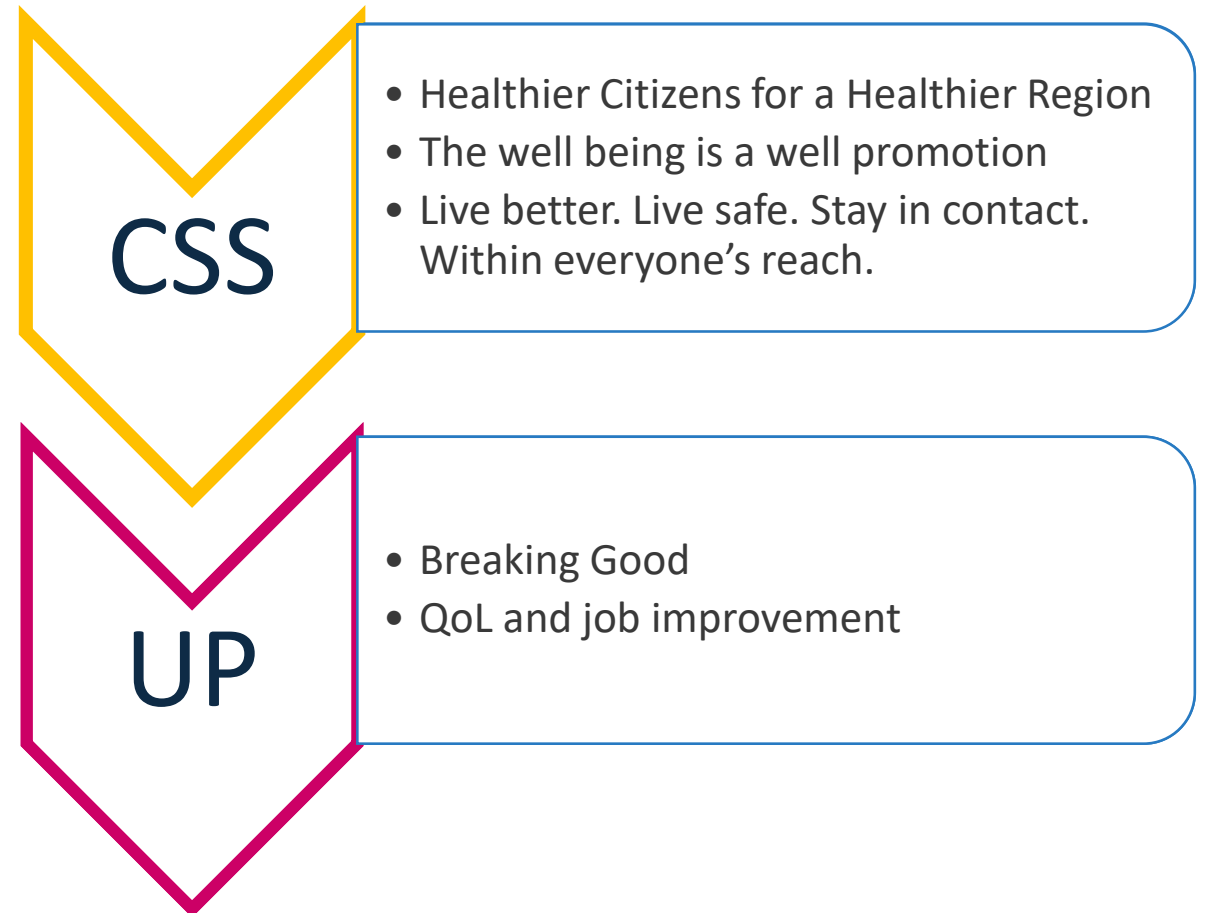 CSS
• Healthier Citizens for a Healthier Region
• The well being is a well promotion
• Live better. Live safe. Stay in contact.
Within everyone’s reach.
UP
• Breaking Good
• QoL and job improvement